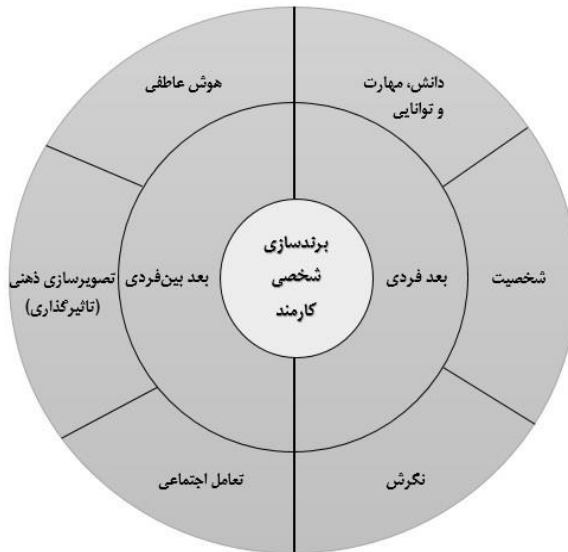 دانش، مهارت
و توانایی
هوش عاطفی
برندسازی
شخصی
کارمند
شخصیت
بعد فردی
بعد بین‌فردی
تصویرسازی ذهنی
(تاثیرگذاری)
نگرش
تعامل اجتماعی